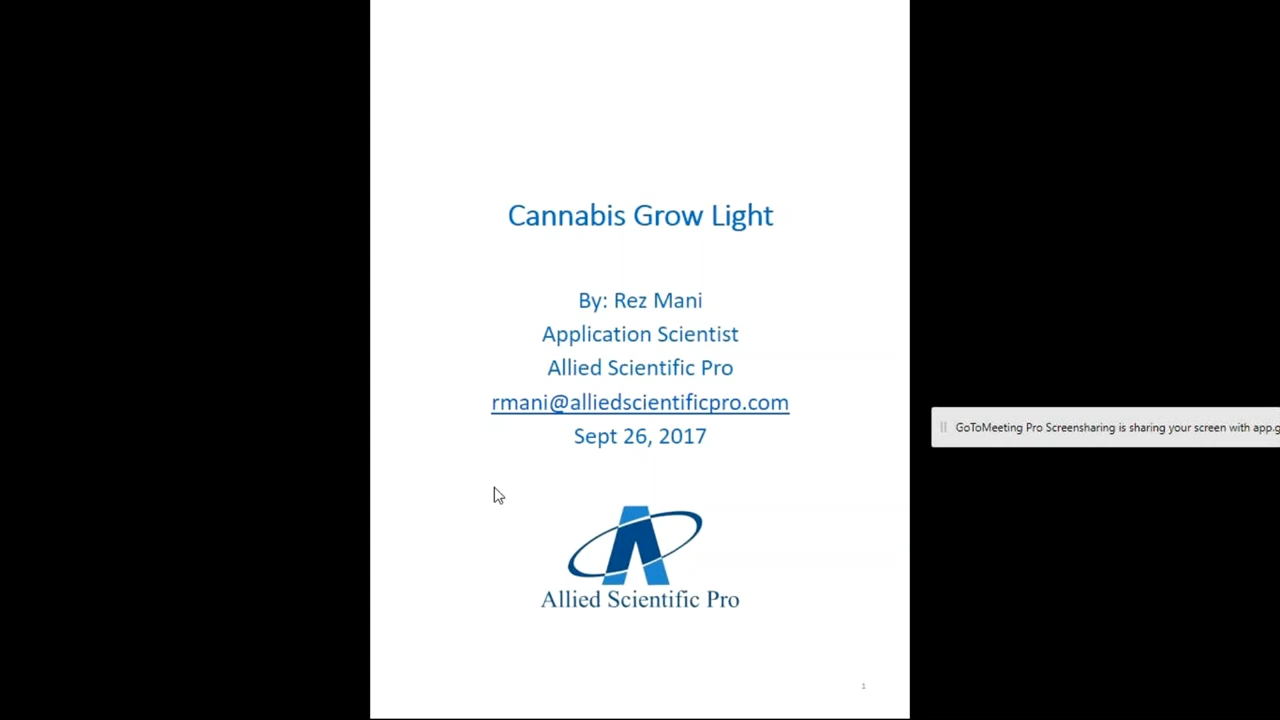 Cannabis Grow Light
By: Rez Mani
Application Scientist
Allied Scientific Pro
rmani@alliedscientificpro.com
Sept 26, 2017
GoToMeeting Pro Screensharing is sharing your screen with app.g
Allied Scientific Pro
1